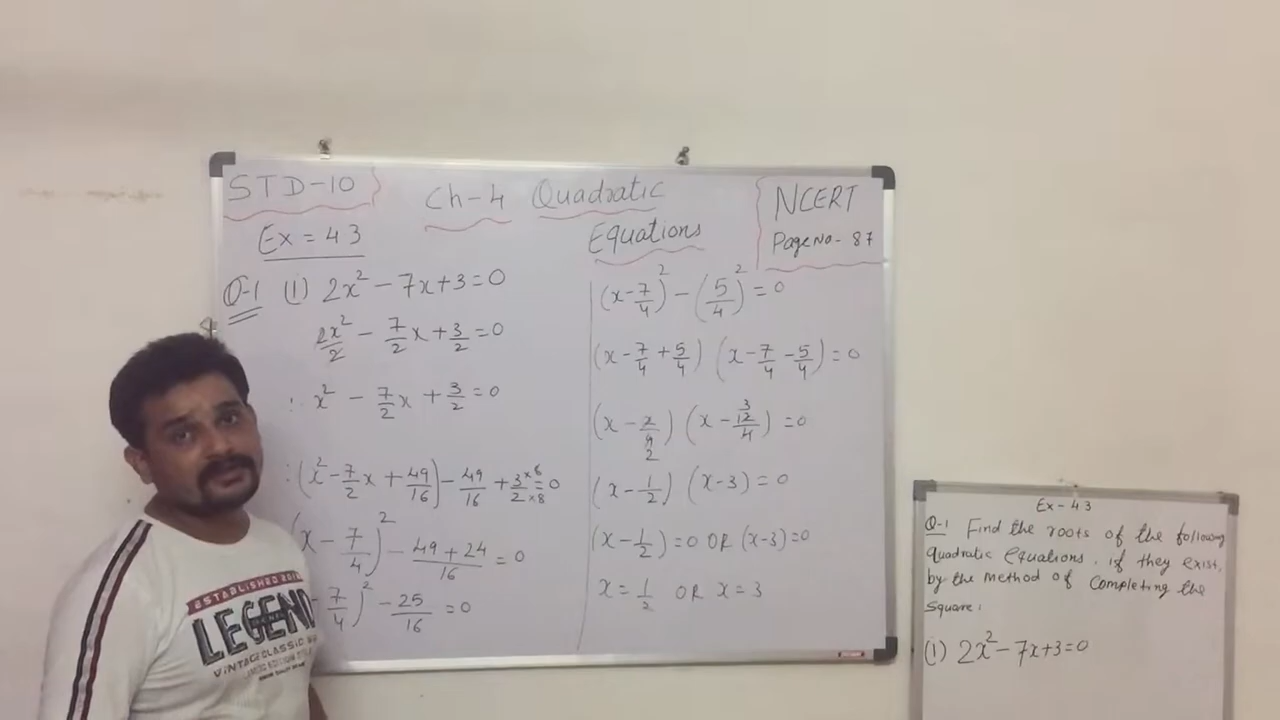 STD-10
Ch-4 Quadratic Equations
NCERT
Page No- 87
Ex = 4 3
Q-1 (i) 2x² - 7x + 3 = 0
2x²/2 - 7/2 x + 3/2 = 0
∴ x² - 7/2 x + 3/2 = 0
∴ (x² - 7/2 x + 49/16) - 49/16 + 3×8/2×8 = 0
(x - 7/4)² - 49+24/16 = 0
7/4)² - 25/16 = 0
(x - 7/4)² - (5/4)² = 0
(x - 7/4 + 5/4) (x - 7/4 - 5/4) = 0
(x - 2/4 2) (x - 12/4 3) = 0
(x - 1/2) (x - 3) = 0
(x - 1/2) = 0 OR (x-3) = 0
x = 1/2 OR x = 3
ESTABLISHED
LEGEND
VINTAGE CLASSIC
Ex - 4 3
Q-1 Find the roots of the following
quadratic equations, if they exist,
by the method of completing the
square:
(i) 2x² - 7x + 3 = 0